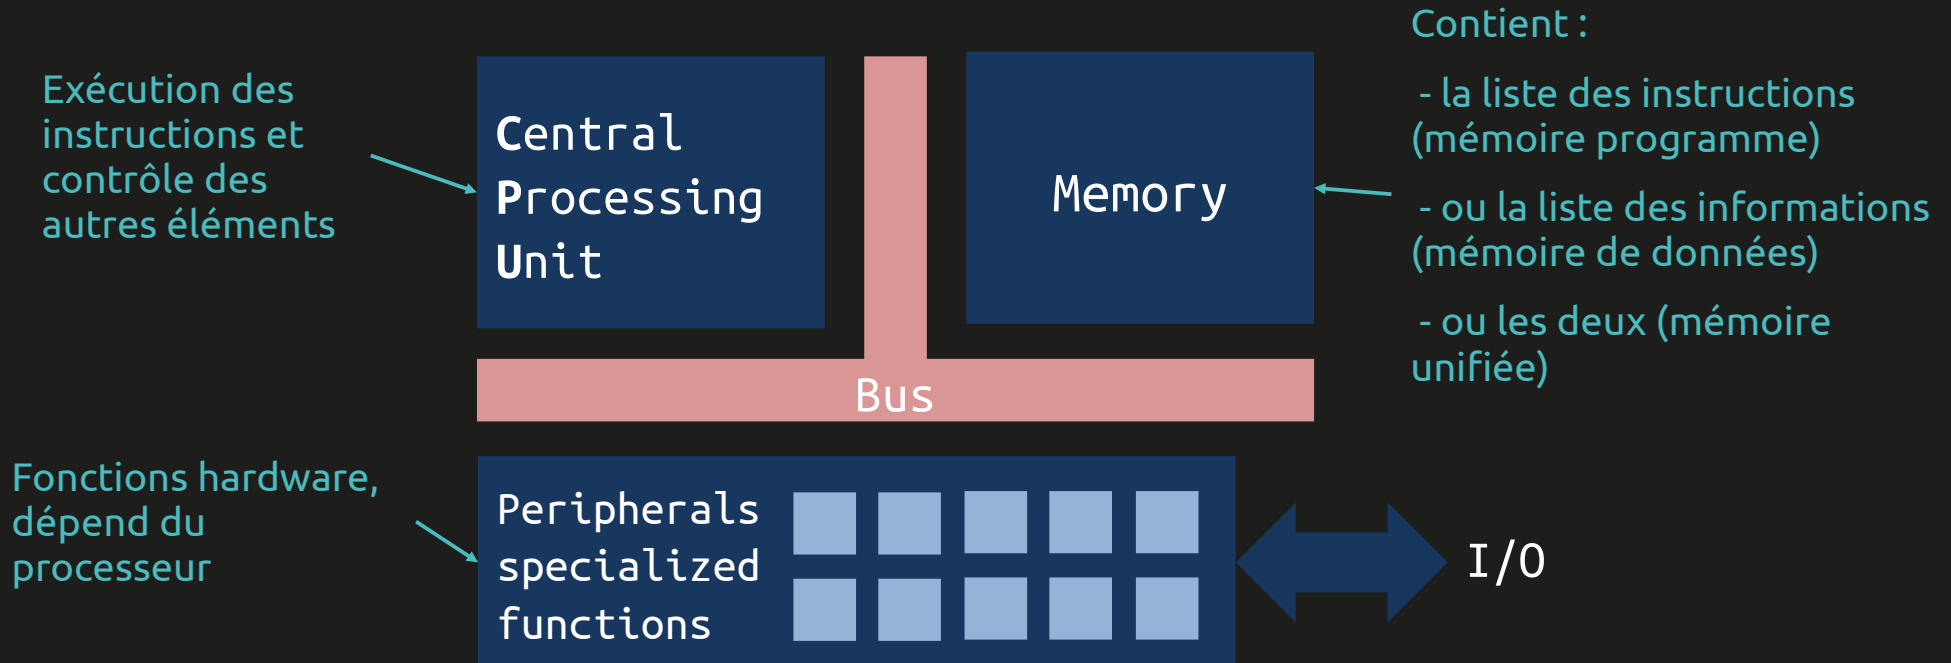 Exécution des
instructions et
contrôle des
autres éléments
Central
Processing
Unit
Memory
Contient :
- la liste des instructions
(mémoire programme)
- ou la liste des informations
(mémoire de données)
- ou les deux (mémoire
unifiée)
Bus
Fonctions hardware,
dépend du
processeur
Peripherals
specialized
functions
I/O